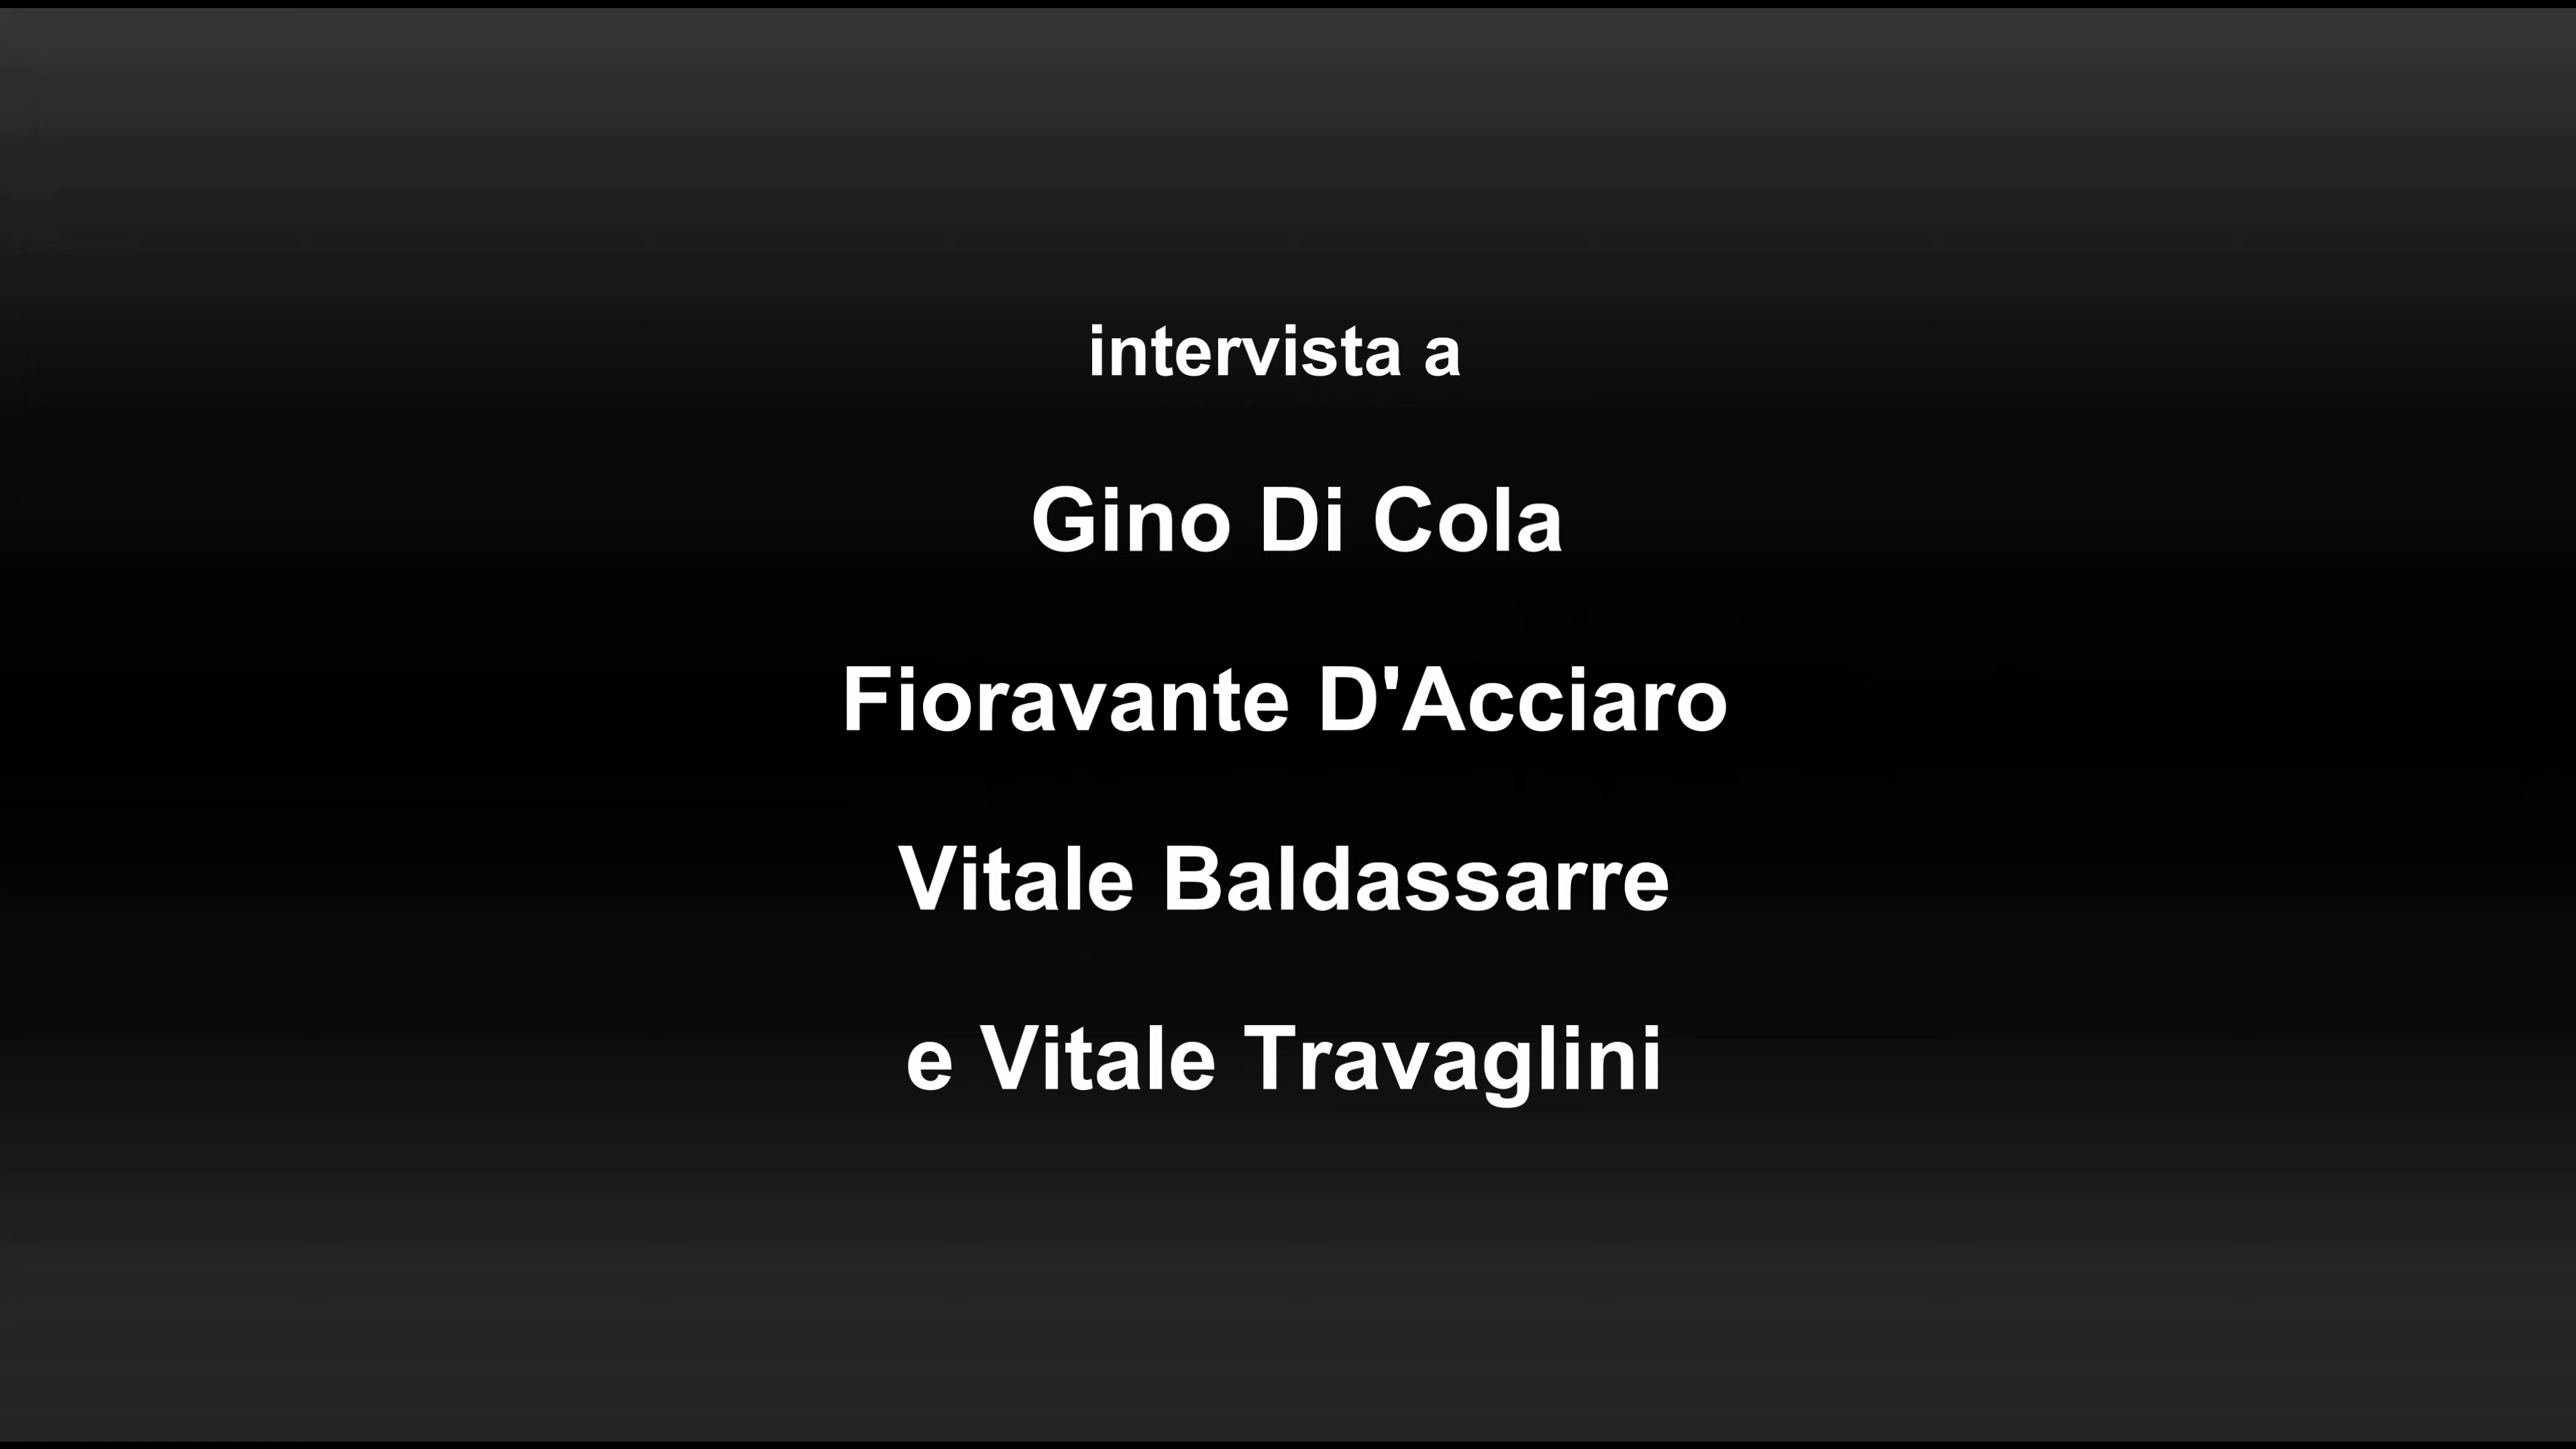 intervista a
Gino Di Cola
Fioravante D'Acciaro
Vitale Baldassarre
e Vitale Travaglini